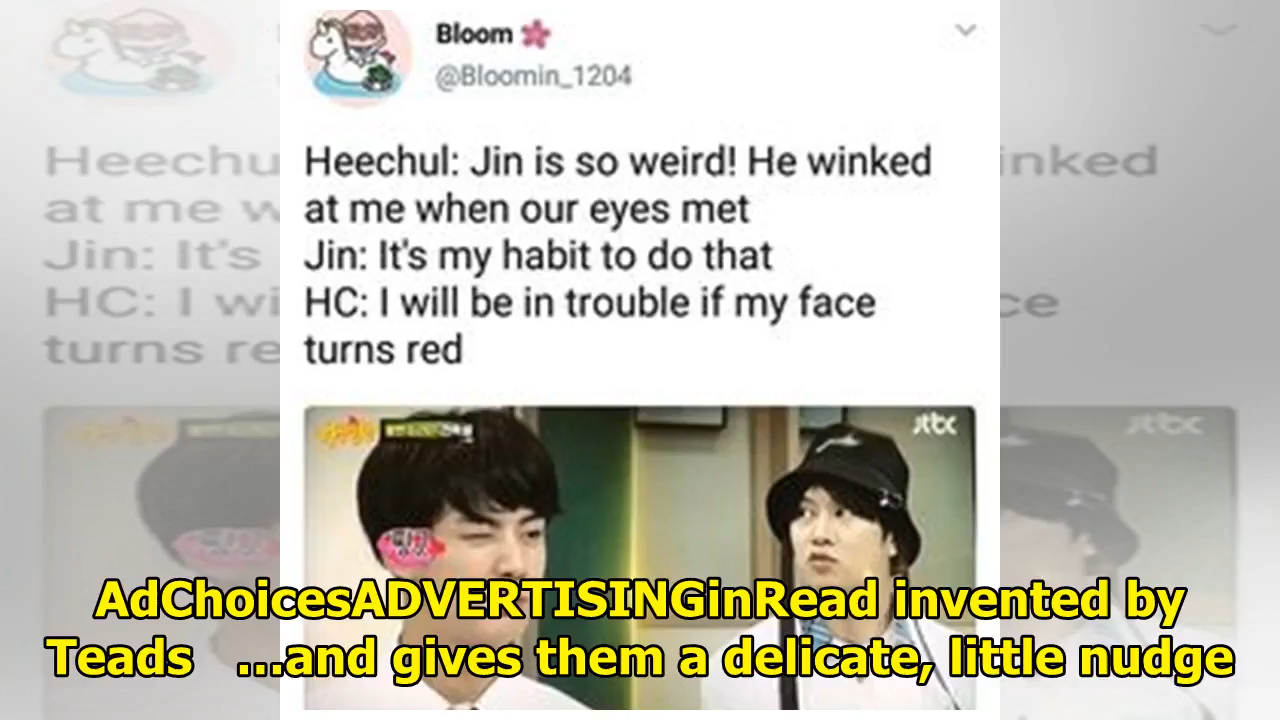 Bloom
@Bloomin_1204
Heechul: Jin is so weird! He winked
at me when our eyes met
Jin: It's my habit to do that
HC: I will be in trouble if my face
turns red
jtbc
AdChoicesADVERTISINGinRead invented by
Teads ...and gives them a delicate, little nudge